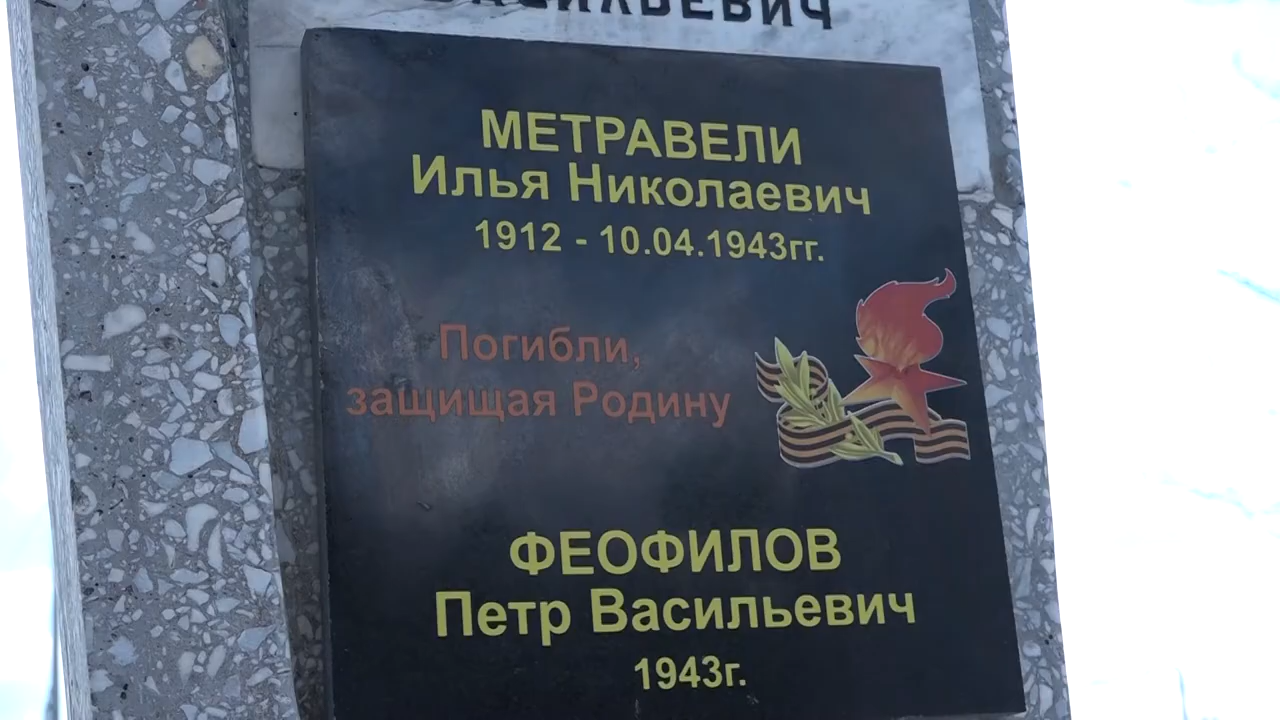 ВАСИЛЬЕВИЧ
МЕТРАВЕЛИ
Илья Николаевич
1912 - 10.04.1943гг.
Погибли,
защищая Родину
ФЕОФИЛОВ
Петр Васильевич
1943г.